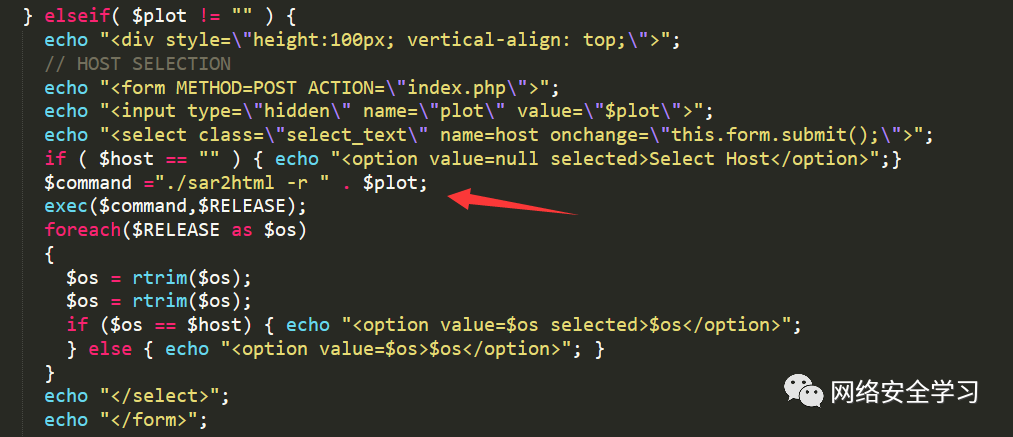 } elseif( $plot != "" ) {
echo "<div style=\"height:100px; vertical-align: top;\">";
// HOST SELECTION
echo "<form METHOD=POST ACTION=\"index.php\">";
echo "<input type=\"hidden\" name=\"plot\" value=\"$plot\">";
echo "<select class=\"select_text\" name=host onchange=\"this.form.submit();\">";
if ( $host == "" ) { echo "<option value=null selected>Select Host</option>";}
$command ="./sar2html -r " . $plot;
exec($command,$RELEASE);
foreach($RELEASE as $os)
{
$os = rtrim($os);
$os = rtrim($os);
if ($os == $host) { echo "<option value=$os selected>$os</option>";
} else { echo "<option value=$os>$os</option>"; }
}
echo "</select>";
echo "</form>";
网络安全学习